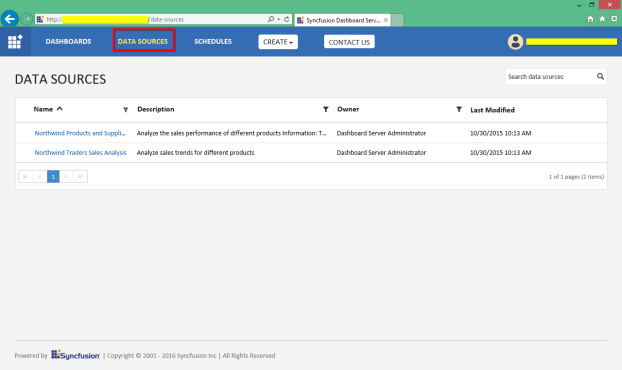 http:/ /data-sources
Syncfusion Dashboard Serv...
DASHBOARDS DATA SOURCES SCHEDULES CREATE CONTACT US
DATA SOURCES
Search data sources
Name Description Owner Last Modified
Northwind Products and Suppli... Analyze the sales performance of different products Information: T... Dashboard Server Administrator 10/30/2015 10:13 AM
Northwind Traders Sales Analysis Analyze sales trends for different products Dashboard Server Administrator 10/30/2015 10:13 AM
1
1 of 1 pages (2 items)
Powered by Syncfusion | Copyright © 2001 - 2016 Syncfusion Inc | All Rights Reserved